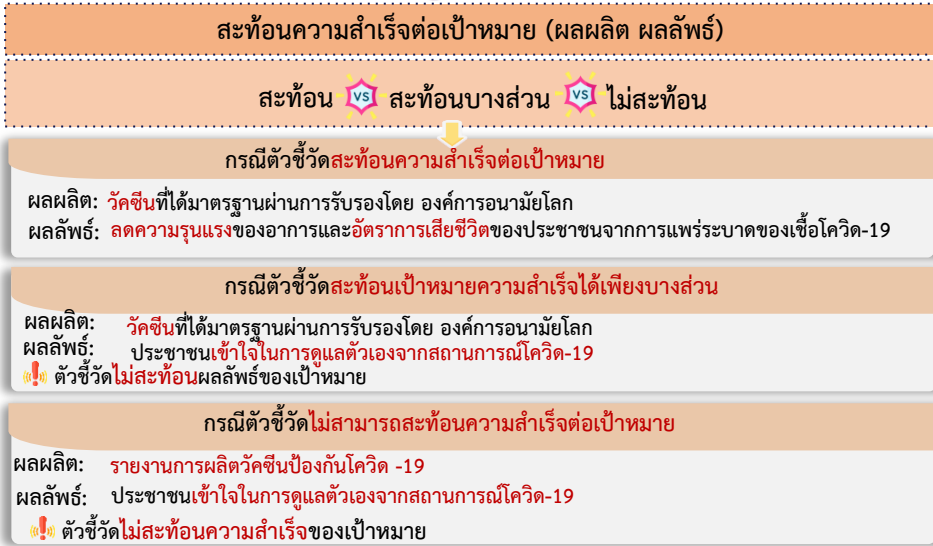 สะท้อนความสำเร็จต่อเป้าหมาย (ผลผลิต ผลลัพธ์)
สะท้อน VS สะท้อนบางส่วน VS ไม่สะท้อน
กรณีตัวชี้วัดสะท้อนความสำเร็จต่อเป้าหมาย
ผลผลิต: วัคซีนที่ได้มาตรฐานผ่านการรับรองโดย องค์การอนามัยโลก
ผลลัพธ์: ลดความรุนแรงของอาการและอัตราการเสียชีวิตของประชาชนจากการแพร่ระบาดของเชื้อโควิด-19
กรณีตัวชี้วัดสะท้อนเป้าหมายความสำเร็จได้เพียงบางส่วน
ผลผลิต: วัคซีนที่ได้มาตรฐานผ่านการรับรองโดย องค์การอนามัยโลก
ผลลัพธ์: ประชาชนเข้าใจในการดูแลตัวเองจากสถานการณ์โควิด-19
ตัวชี้วัดไม่สะท้อนผลลัพธ์ของเป้าหมาย
กรณีตัวชี้วัดไม่สามารถสะท้อนความสำเร็จต่อเป้าหมาย
ผลผลิต: รายงานการผลิตวัคซีนป้องกันโควิด -19
ผลลัพธ์: ประชาชนเข้าใจในการดูแลตัวเองจากสถานการณ์โควิด-19
ตัวชี้วัดไม่สะท้อนความสำเร็จของเป้าหมาย